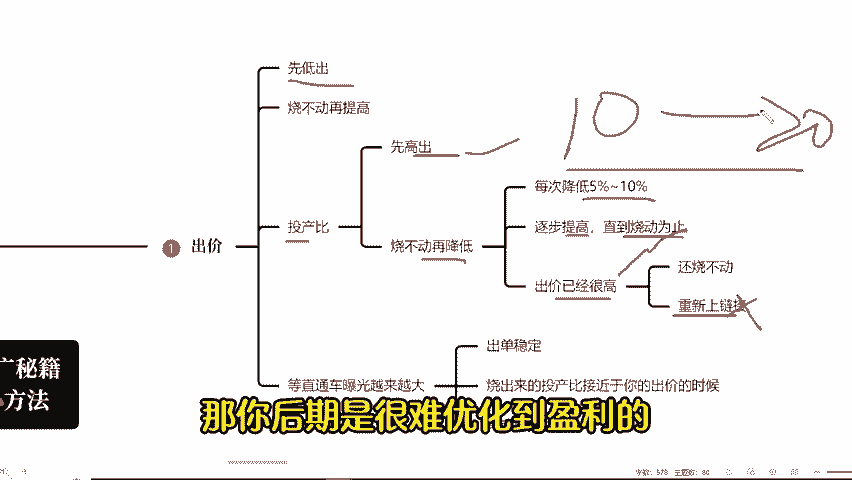 先低出
烧不动再提高
10
20
先高出
每次降低5%~10%
投产比
逐步提高，直到烧动为止
1 出价
烧不动再降低
出价已经很高
还烧不动
重新上链接
出单稳定
秘籍
方法
等直通车曝光越来越大
烧出来的投产比接近于你的出价的时候
那你后期是很难优化到盈利的